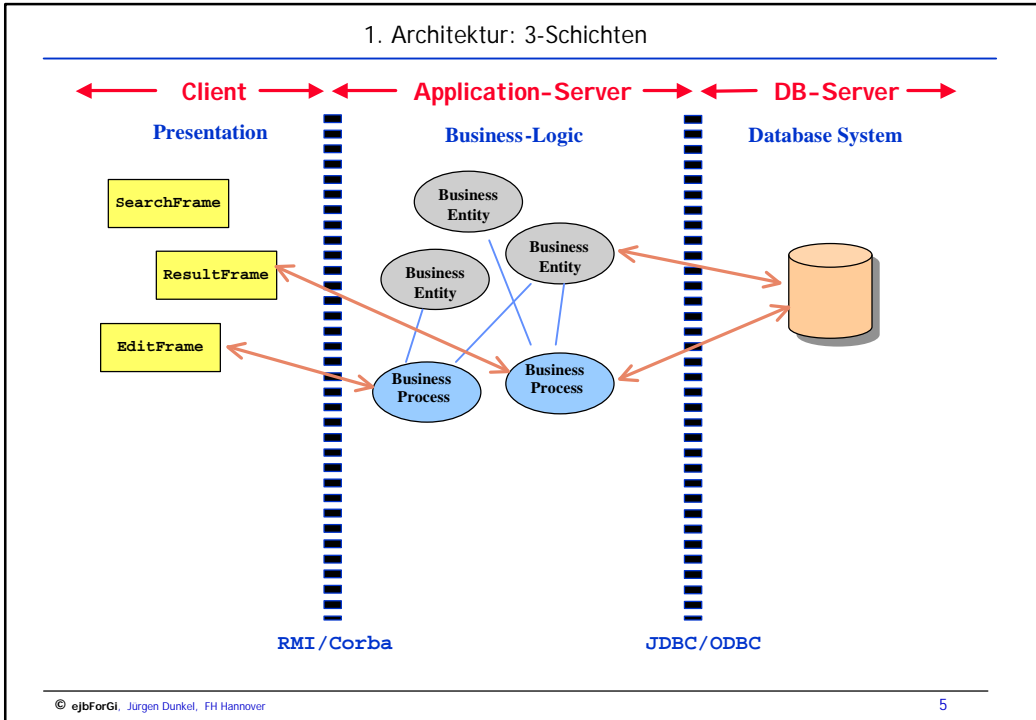 1. Architektur: 3-Schichten
Client
Application-Server
DB-Server
Presentation
Business-Logic
Database System
SearchFrame
ResultFrame
EditFrame
Business
Entity
Business
Entity
Business
Entity
Business
Process
Business
Process
RMI/Corba
JDBC/ODBC
© ejbForGi, Jürgen Dunkel, FH Hannover
5